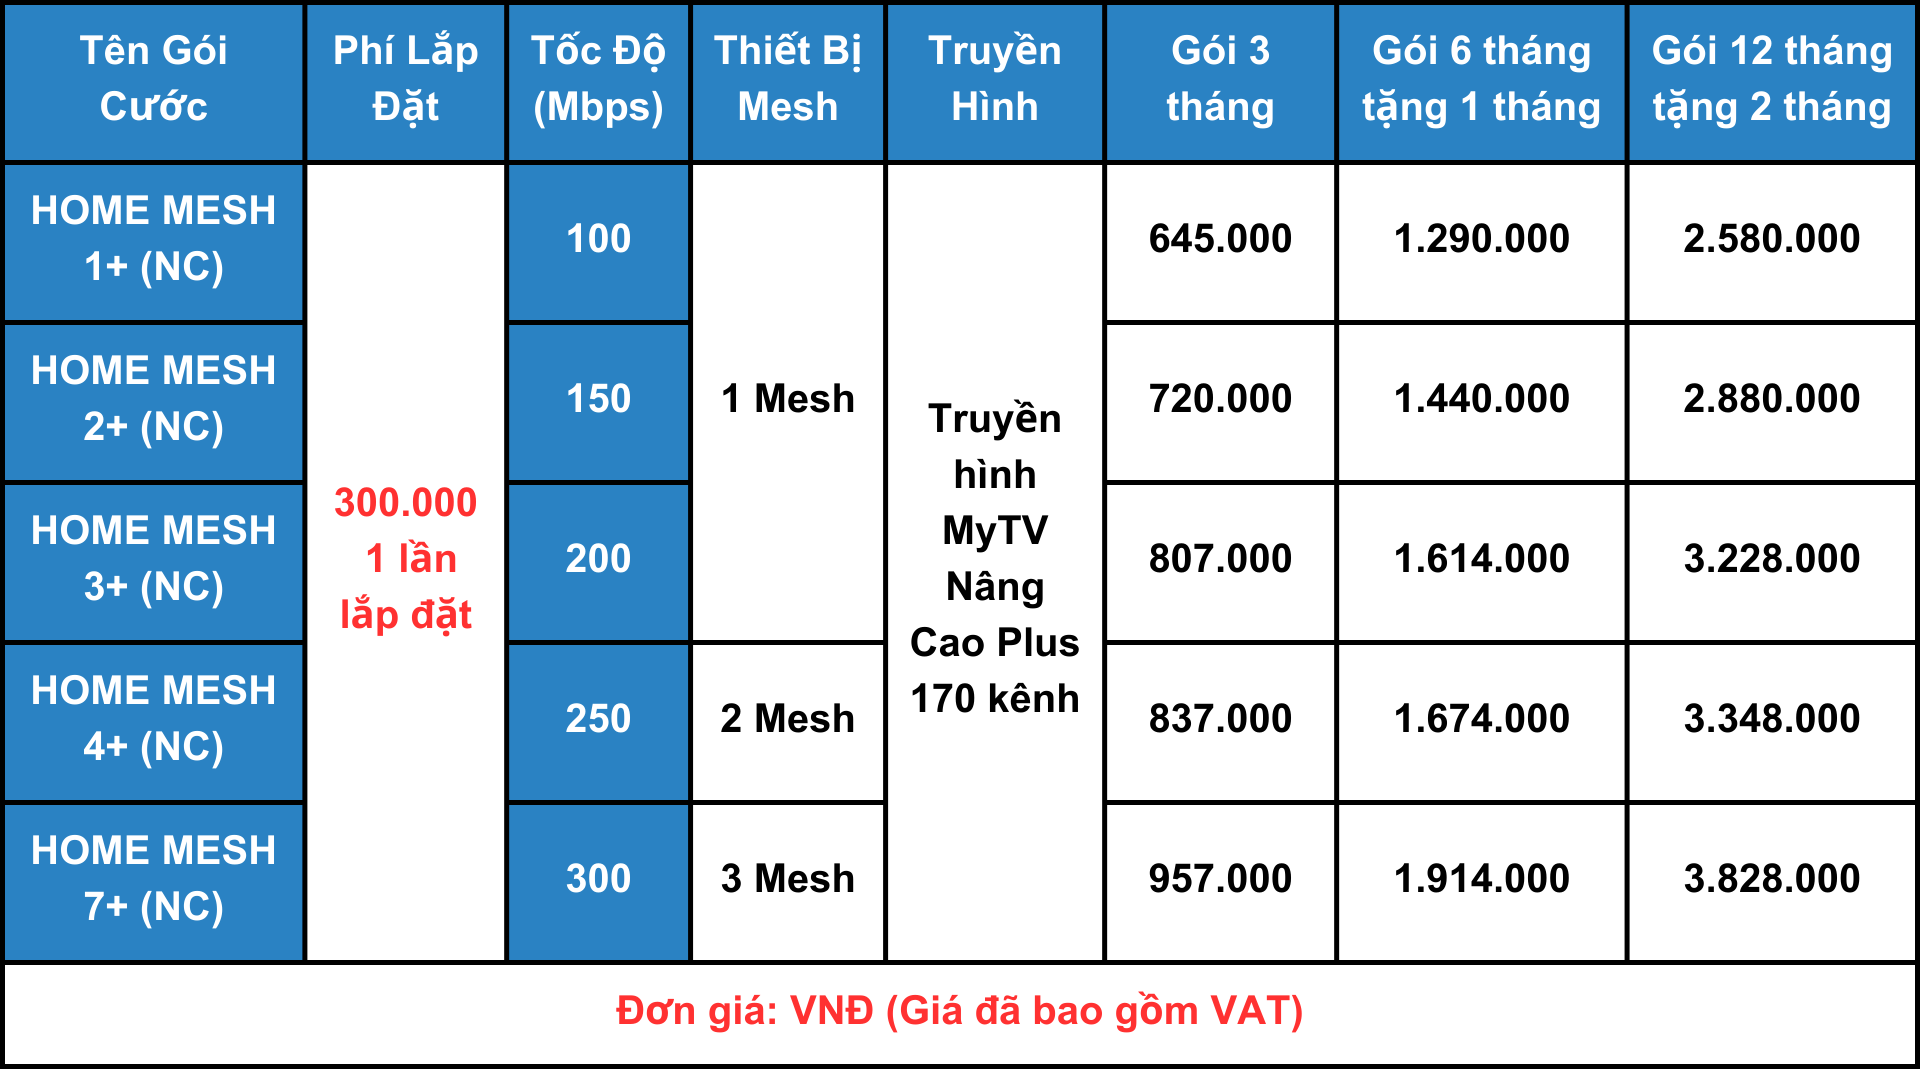 Tên Gói
Cước
Phí Lắp
Đặt
Tốc Độ
(Mbps)
Thiết Bị
Mesh
Truyền
Hình
Gói 3
tháng
Gói 6 tháng
tặng 1 tháng
Gói 12 tháng
tặng 2 tháng
HOME MESH
1+ (NC)
100
645.000
1.290.000
2.580.000
HOME MESH
2+ (NC)
150
1 Mesh
720.000
1.440.000
2.880.000
HOME MESH
3+ (NC)
300.000
1 lần
lắp đặt
200
Truyền
hình
MyTV
Nâng
Cao Plus
170 kênh
807.000
1.614.000
3.228.000
HOME MESH
4+ (NC)
250
2 Mesh
837.000
1.674.000
3.348.000
HOME MESH
7+ (NC)
300
3 Mesh
957.000
1.914.000
3.828.000
Đơn giá: VNĐ (Giá đã bao gồm VAT)